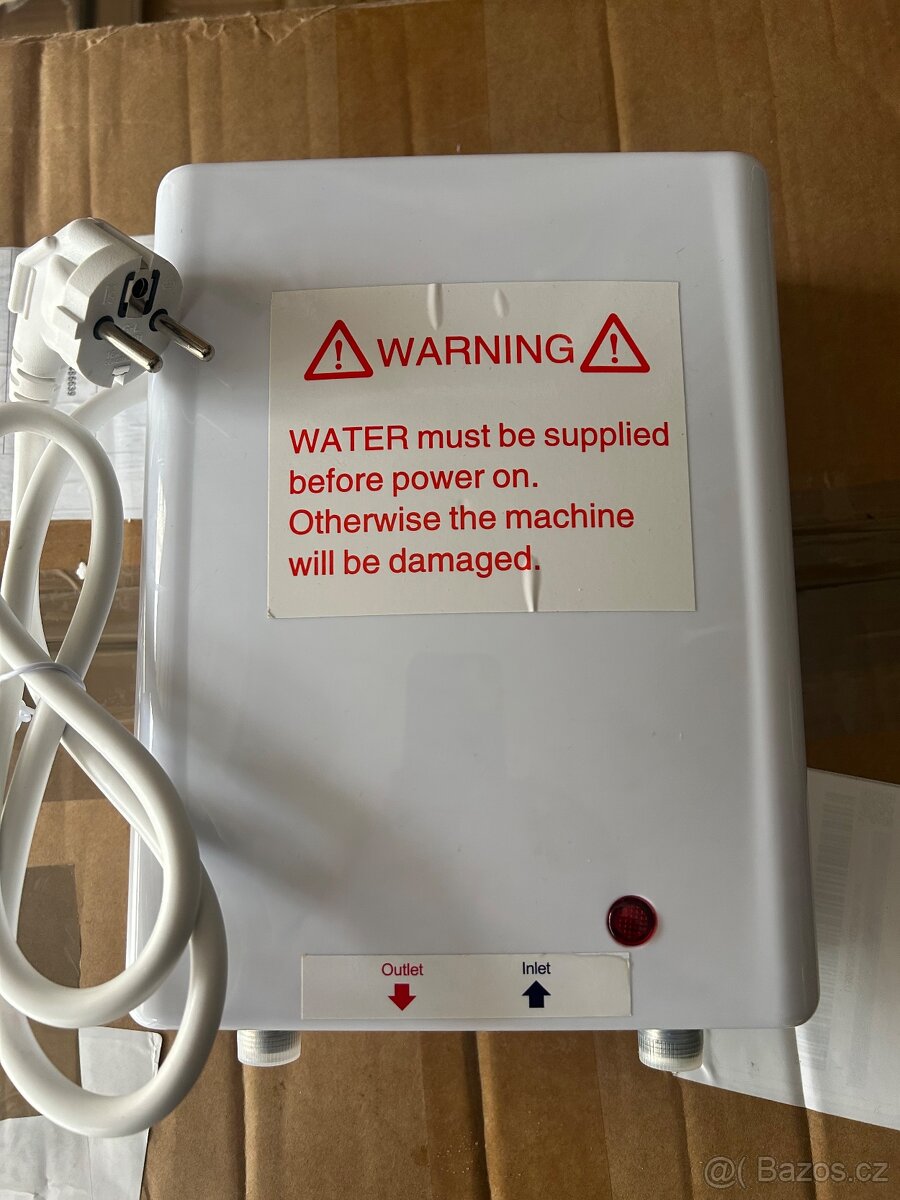 WARNING
WATER must be supplied
before power on.
Otherwise the machine
will be damaged.
Outlet Inlet
@( Bazos.cz